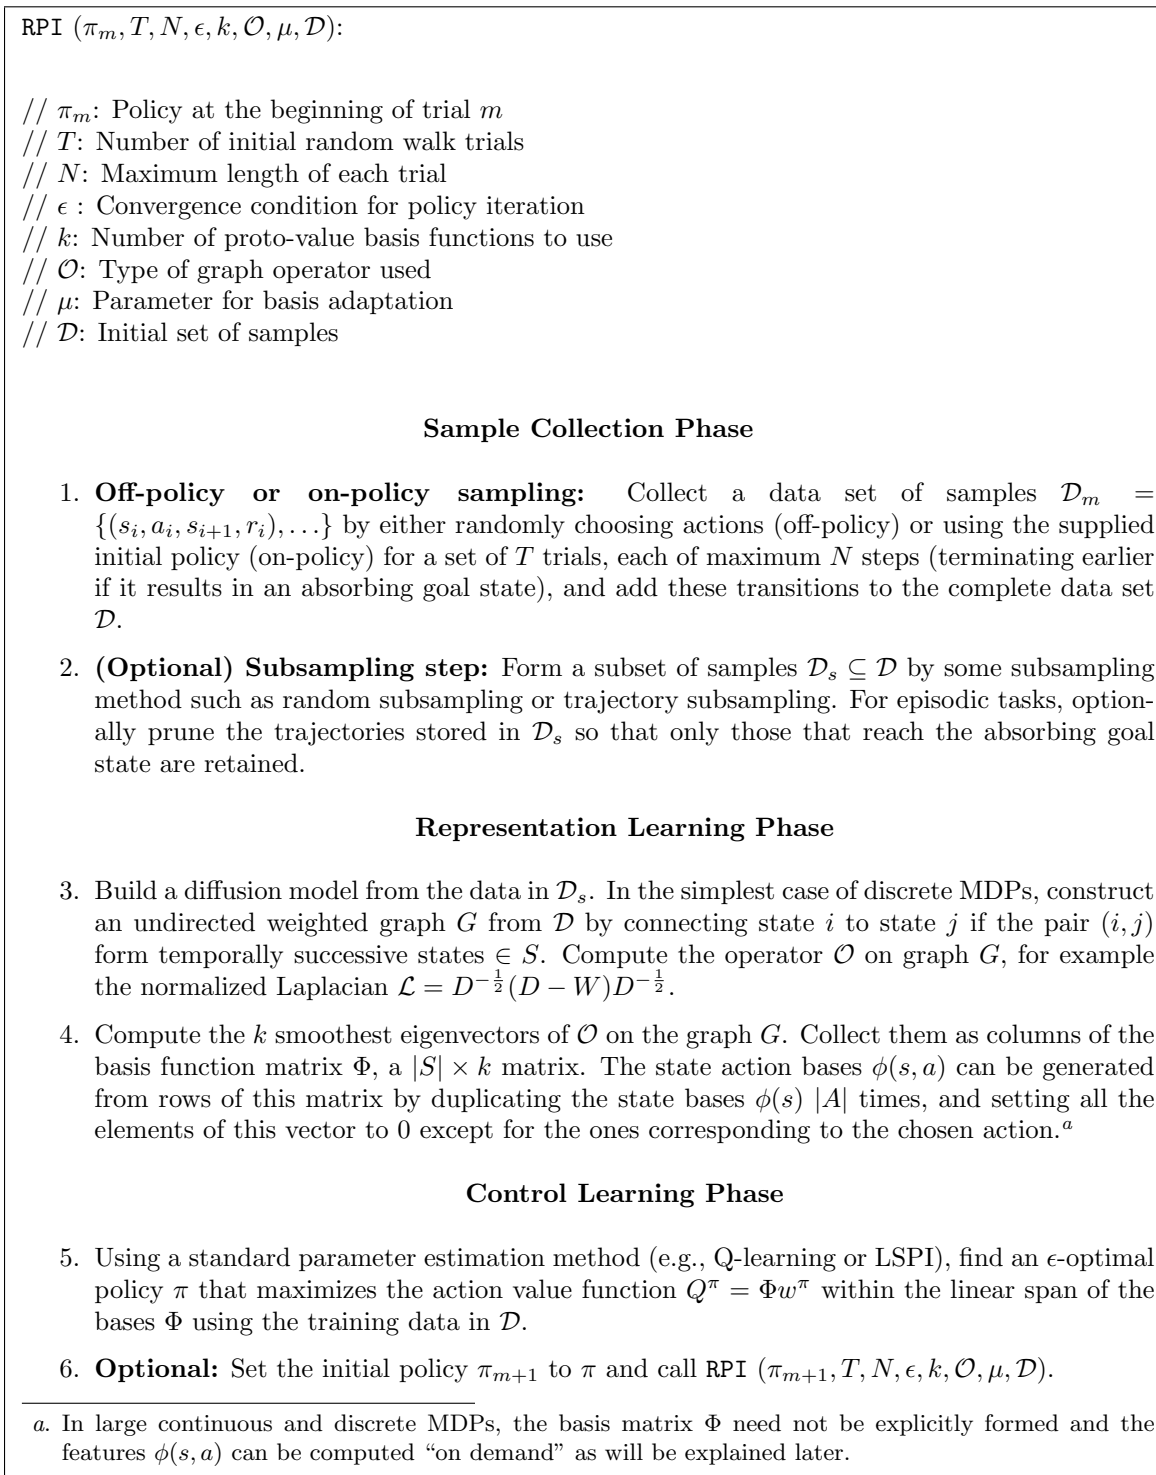 RPI (π_m, T, N, ϵ, k, 𝒪, μ, 𝒟):
// π_m: Policy at the beginning of trial m
// T: Number of initial random walk trials
// N: Maximum length of each trial
// ϵ : Convergence condition for policy iteration
// k: Number of proto-value basis functions to use
// 𝒪: Type of graph operator used
// μ: Parameter for basis adaptation
// 𝒟: Initial set of samples
Sample Collection Phase
1. Off-policy or on-policy sampling: Collect a data set of samples 𝒟_m =
{(s_i, a_i, s_{i+1}, r_i), . . .} by either randomly choosing actions (off-policy) or using the supplied
initial policy (on-policy) for a set of T trials, each of maximum N steps (terminating earlier
if it results in an absorbing goal state), and add these transitions to the complete data set
𝒟.
2. (Optional) Subsampling step: Form a subset of samples 𝒟_s ⊆ 𝒟 by some subsampling
method such as random subsampling or trajectory subsampling. For episodic tasks, option-
ally prune the trajectories stored in 𝒟_s so that only those that reach the absorbing goal
state are retained.
Representation Learning Phase
3. Build a diffusion model from the data in 𝒟_s. In the simplest case of discrete MDPs, construct
an undirected weighted graph G from 𝒟 by connecting state i to state j if the pair (i, j)
form temporally successive states ∈ S. Compute the operator 𝒪 on graph G, for example
the normalized Laplacian ℒ = D^{-1/2}(D − W)D^{-1/2}.
4. Compute the k smoothest eigenvectors of 𝒪 on the graph G. Collect them as columns of the
basis function matrix Φ, a |S| × k matrix. The state action bases ϕ(s, a) can be generated
from rows of this matrix by duplicating the state bases ϕ(s) |A| times, and setting all the
elements of this vector to 0 except for the ones corresponding to the chosen action.^a
Control Learning Phase
5. Using a standard parameter estimation method (e.g., Q-learning or LSPI), find an ϵ-optimal
policy π that maximizes the action value function Q^π = Φw^π within the linear span of the
bases Φ using the training data in 𝒟.
6. Optional: Set the initial policy π_{m+1} to π and call RPI (π_{m+1}, T, N, ϵ, k, 𝒪, μ, 𝒟).
a. In large continuous and discrete MDPs, the basis matrix Φ need not be explicitly formed and the
features ϕ(s, a) can be computed “on demand” as will be explained later.